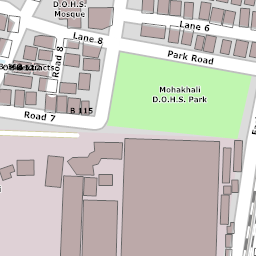 D.O.H.S.
Mosque
Lane 6
Lane 8
Road 8
Park Road
Mohakhali
D.O.H.S. Park
B 115
Road 7